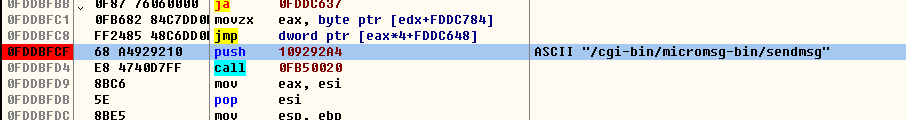 0FDDBFBB 0F87 76060000 ja 0FDDC637
0FDDBFC1 0FB682 84C7DD0 movzx eax, byte ptr [edx+FDDC784]
0FDDBFC8 FF2485 48C6DD0 jmp dword ptr [eax*4+FDDC648]
0FDDBFCF 68 A4929210 push 109292A4 ASCII "/cgi-bin/micromsg-bin/sendmsg"
0FDDBFD4 E8 4740D7FF call 0FB50020
0FDDBFD9 8BC6 mov eax, esi
0FDDBFDB 5E pop esi
0FDDBFDC 8BE5 mov esp, ebp